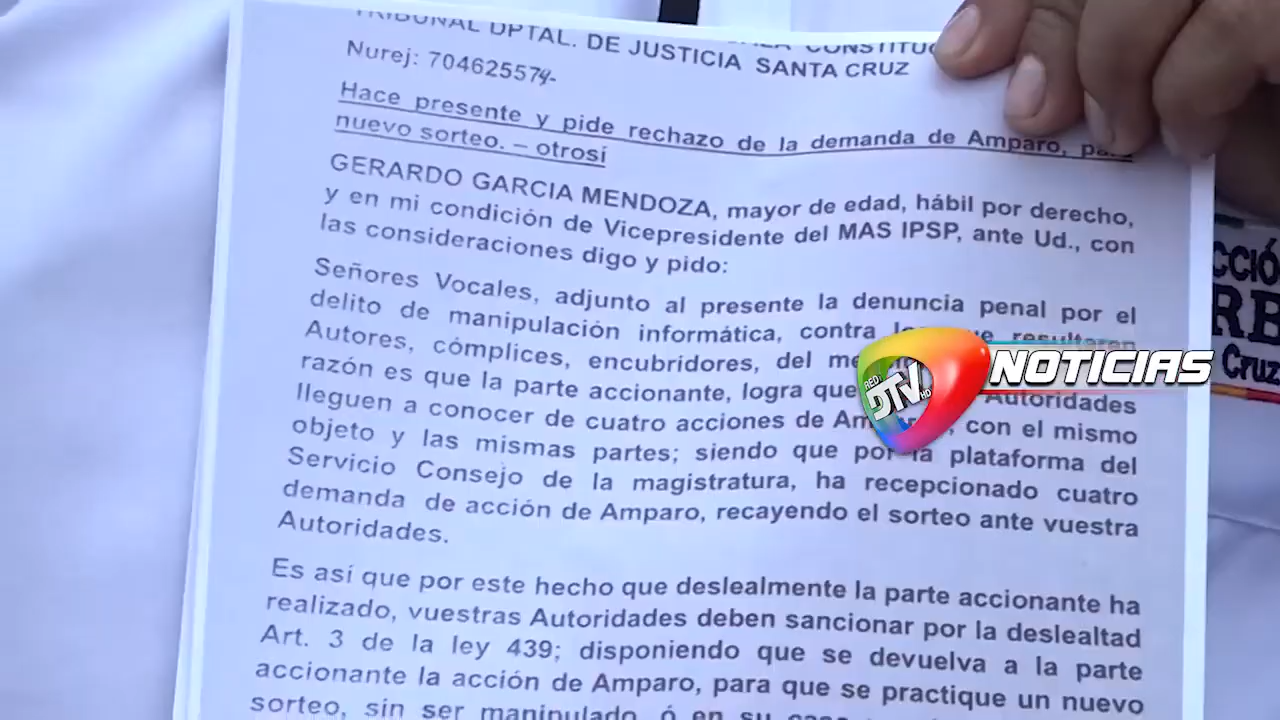 TRIBUNAL DPTAL. DE JUSTICIA SANTA CRUZ
Nurej: 704625574-
Hace presente y pide rechazo de la demanda de Amparo,
nuevo sorteo. – otrosí
GERARDO GARCIA MENDOZA, mayor de edad, hábil por derecho,
y en mi condición de Vicepresidente del MAS IPSP, ante Ud., con
las consideraciones digo y pido:
Señores Vocales, adjunto al presente la denuncia penal por el
delito de manipulación informática, contra
Autores, cómplices, encubridores, del
razón es que la parte accionante, logra que Autoridades
lleguen a conocer de cuatro acciones de con el mismo
objeto y las mismas partes; siendo que por la plataforma del
Servicio Consejo de la magistratura, ha recepcionado cuatro
demanda de acción de Amparo, recayendo el sorteo ante vuestra
Autoridades.
Es así que por este hecho que deslealmente la parte accionante ha
realizado, vuestras Autoridades deben sancionar por la deslealtad
Art. 3 de la ley 439; disponiendo que se devuelva a la parte
accionante la acción de Amparo, para que se practique un nuevo
sorteo, sin ser manipulado, ó en su
RED DTV HD NOTICIAS
Cruz